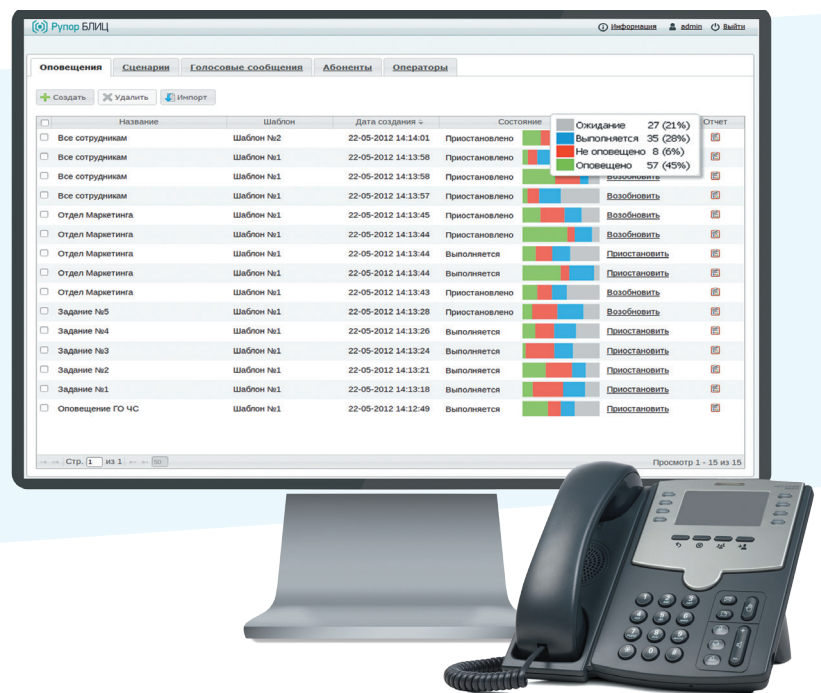 Рупор БЛИЦ
Информация admin Выйти
Оповещения Сценарии Голосовые сообщения Абоненты Операторы
Создать Удалить Импорт
Название Шаблон Дата создания Состояние Отчет
Ожидание 27 (21%)
Выполняется 35 (28%)
Не оповещено 8 (6%)
Оповещено 57 (45%)
Все сотрудникам Шаблон №2 22-05-2012 14:14:01 Приостановлено
Все сотрудникам Шаблон №1 22-05-2012 14:13:58 Приостановлено
Все сотрудникам Шаблон №1 22-05-2012 14:13:58 Приостановлено Возобновить
Все сотрудникам Шаблон №1 22-05-2012 14:13:57 Приостановлено Возобновить
Отдел Маркетинга Шаблон №1 22-05-2012 14:13:45 Приостановлено Возобновить
Отдел Маркетинга Шаблон №1 22-05-2012 14:13:44 Приостановлено Возобновить
Отдел Маркетинга Шаблон №1 22-05-2012 14:13:44 Выполняется Приостановить
Отдел Маркетинга Шаблон №1 22-05-2012 14:13:44 Выполняется Приостановить
Отдел Маркетинга Шаблон №1 22-05-2012 14:13:43 Приостановлено Возобновить
Задание №5 Шаблон №1 22-05-2012 14:13:28 Приостановлено Возобновить
Задание №4 Шаблон №1 22-05-2012 14:13:26 Выполняется Приостановить
Задание №3 Шаблон №1 22-05-2012 14:13:24 Выполняется Приостановить
Задание №2 Шаблон №1 22-05-2012 14:13:21 Выполняется Приостановить
Задание №1 Шаблон №1 22-05-2012 14:13:18 Выполняется Приостановить
Оповещение ГО ЧС Шаблон №1 22-05-2012 14:12:49 Выполняется Приостановить
Стр. 1 из 1 50 Просмотр 1 - 15 из 15
1 2 3
4 5 6
7 8 9
* 0 #